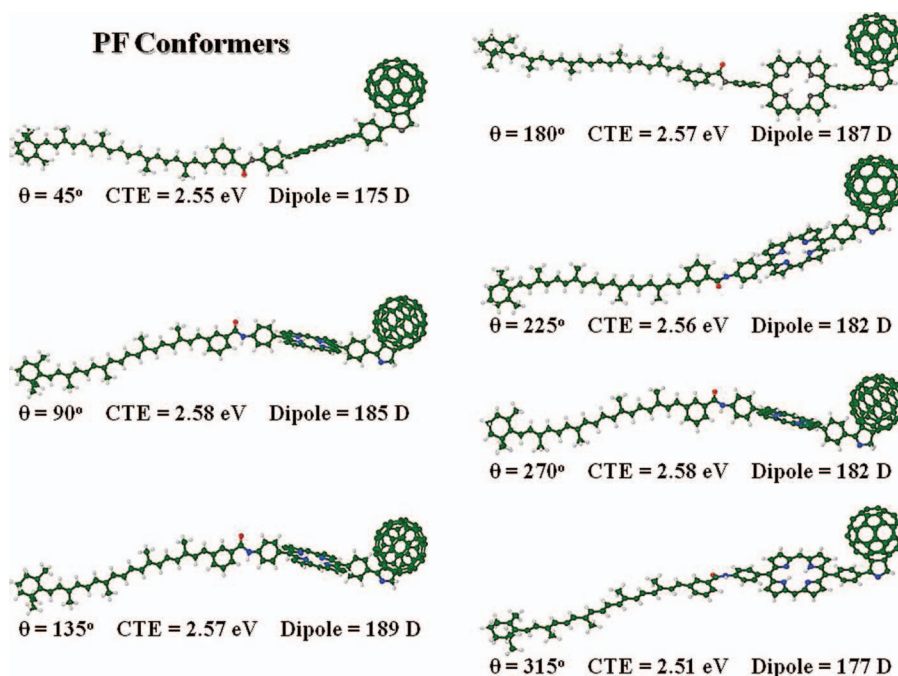 PF Conformers
θ = 45° CTE = 2.55 eV Dipole = 175 D
θ = 90° CTE = 2.58 eV Dipole = 185 D
θ = 135° CTE = 2.57 eV Dipole = 189 D
θ = 180° CTE = 2.57 eV Dipole = 187 D
θ = 225° CTE = 2.56 eV Dipole = 182 D
θ = 270° CTE = 2.58 eV Dipole = 182 D
θ = 315° CTE = 2.51 eV Dipole = 177 D